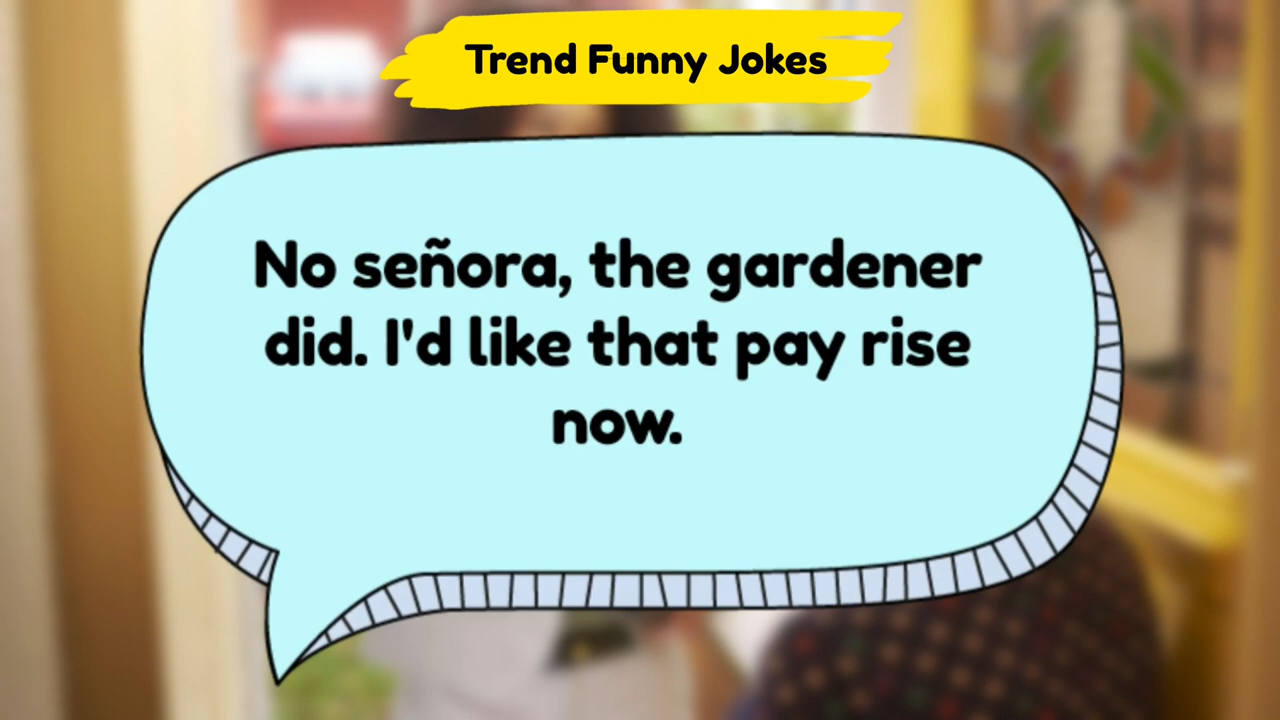 Trend Funny Jokes
No señora, the gardener
did. I'd like that pay rise
now.